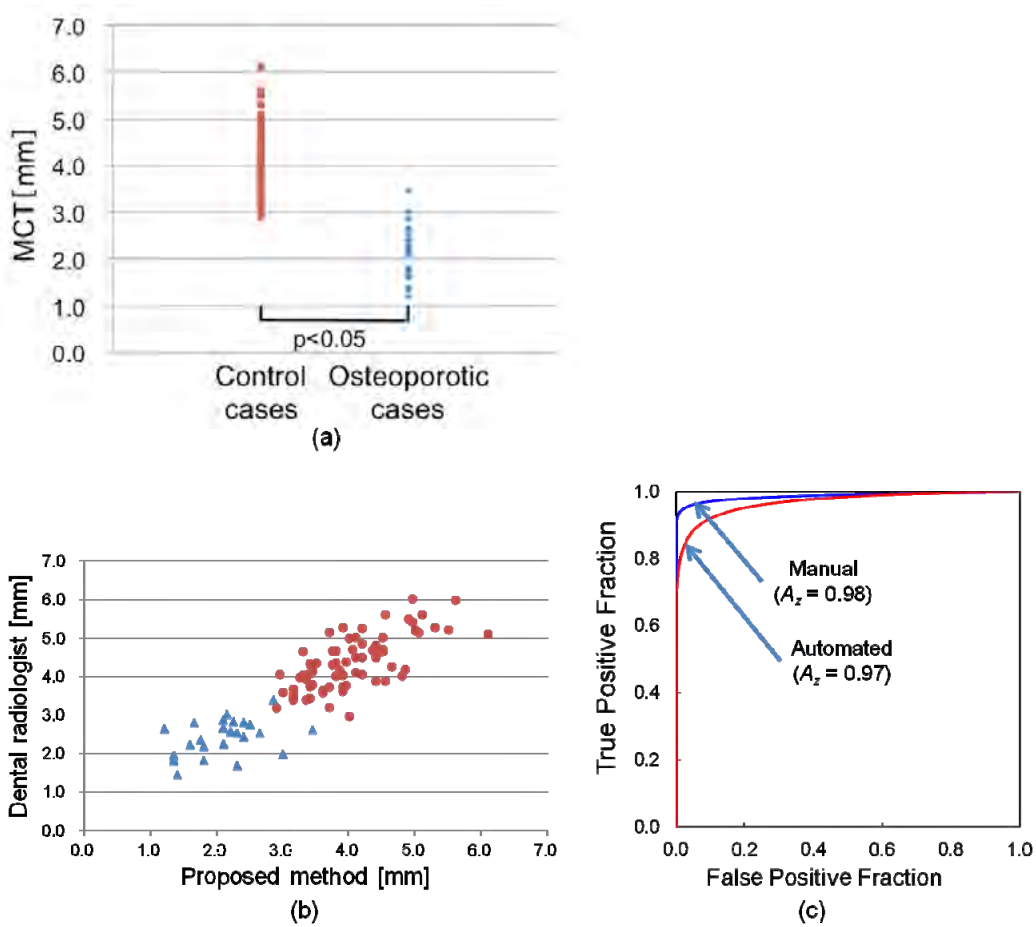 7.0
6.0
5.0
4.0
3.0
2.0
1.0
0.0
MCT [mm]
p<0.05
Control cases
Osteoporotic cases
(a)
7.0
6.0
5.0
4.0
3.0
2.0
1.0
0.0
Dental radiologist [mm]
0.0 1.0 2.0 3.0 4.0 5.0 6.0 7.0
Proposed method [mm]
(b)
1.0
0.8
0.6
0.4
0.2
0.0
True Positive Fraction
Manual
(Az = 0.98)
Automated
(Az = 0.97)
0.0 0.2 0.4 0.6 0.8 1.0
False Positive Fraction
(c)